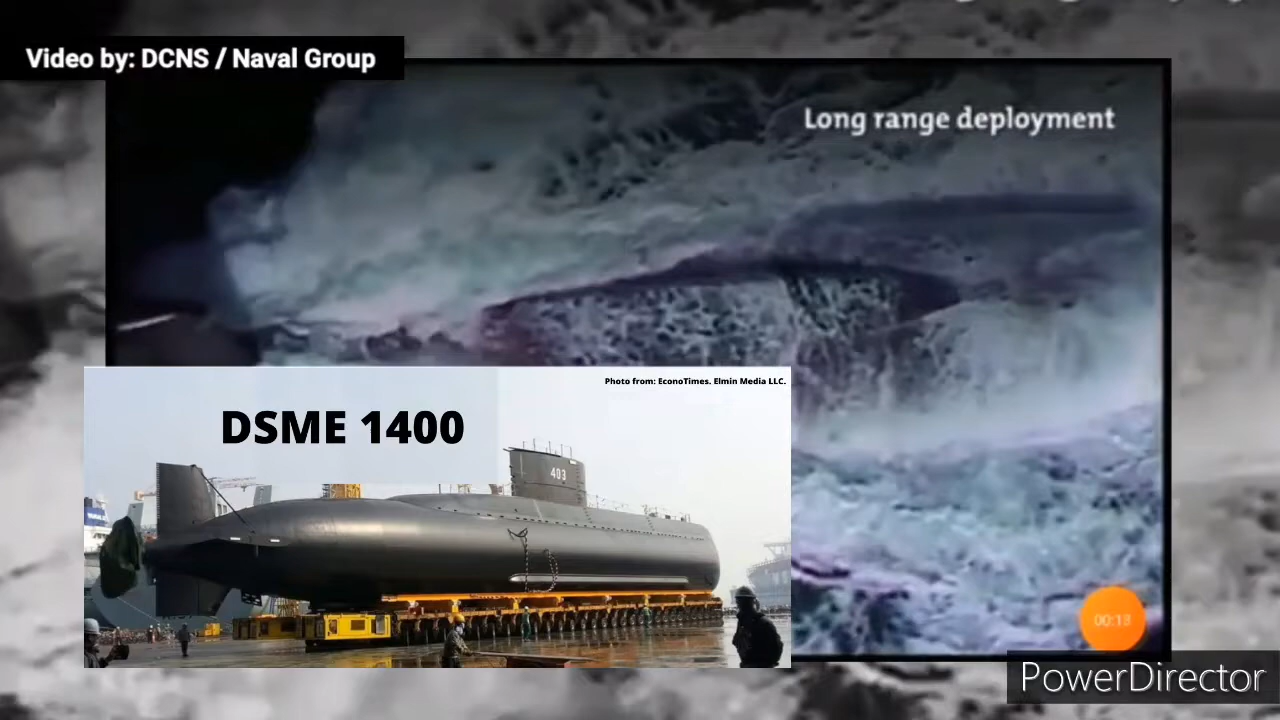 Video by: DCNS / Naval Group
Long range deployment
Photo from: EconoTimes. Elmin Media LLC.
DSME 1400
403
00:13
PowerDirector